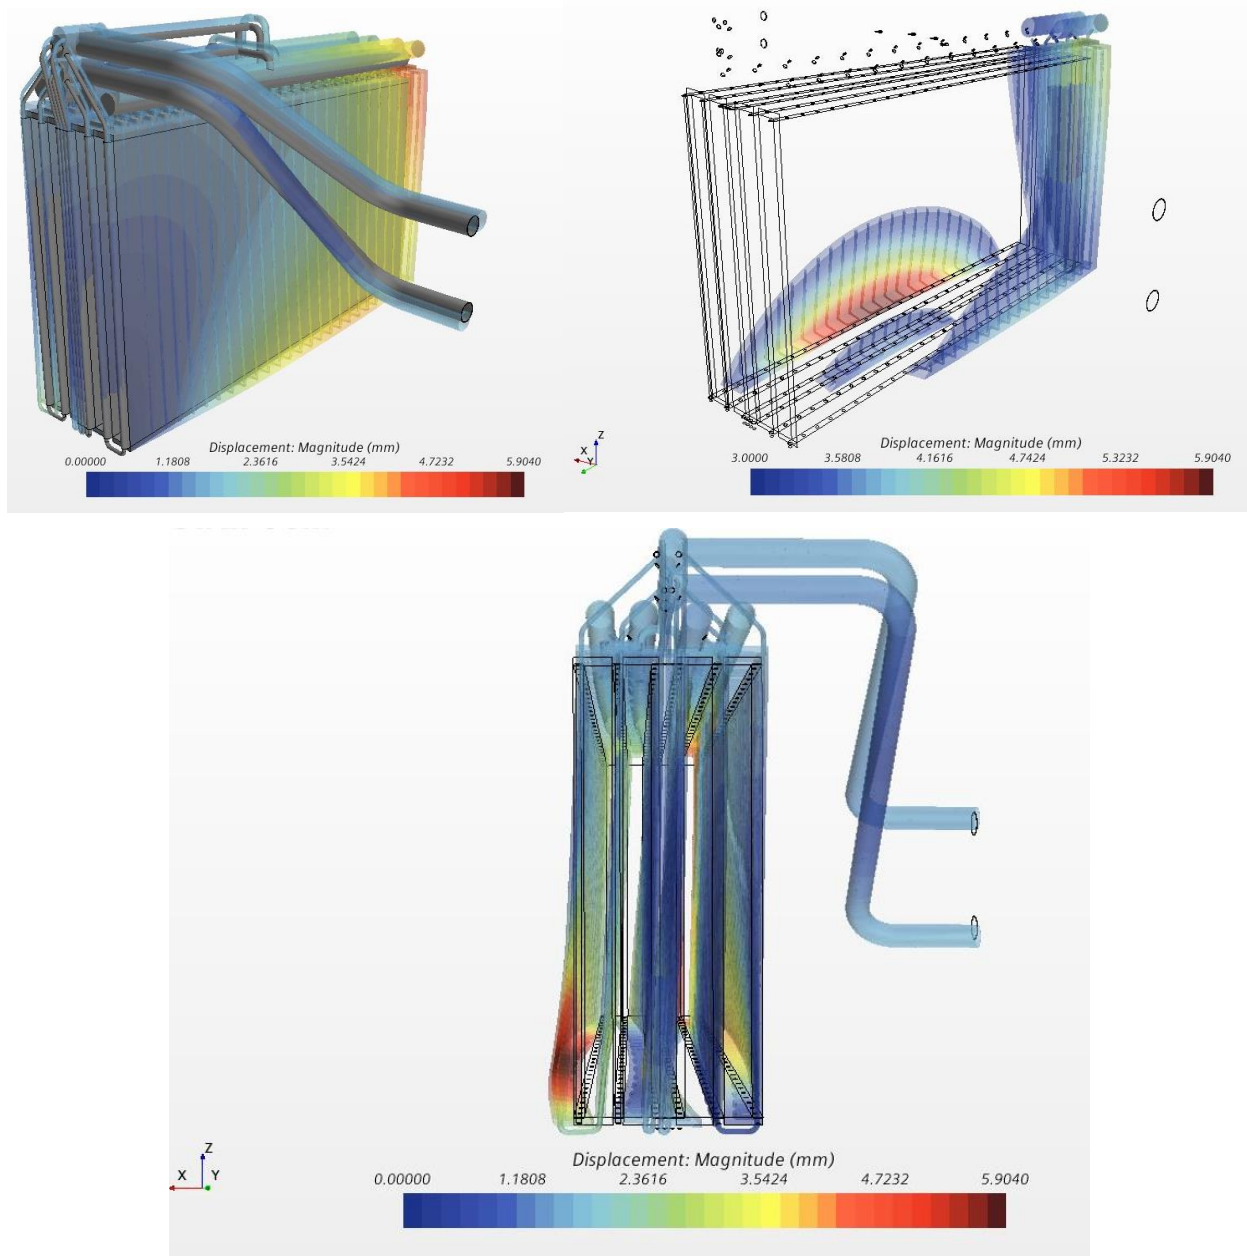 Displacement: Magnitude (mm)
0.00000 1.1808 2.3616 3.5424 4.7232 5.9040
Z
X
Y
Displacement: Magnitude (mm)
3.0000 3.5808 4.1616 4.7424 5.3232 5.9040
Z
X Y
Displacement: Magnitude (mm)
0.00000 1.1808 2.3616 3.5424 4.7232 5.9040